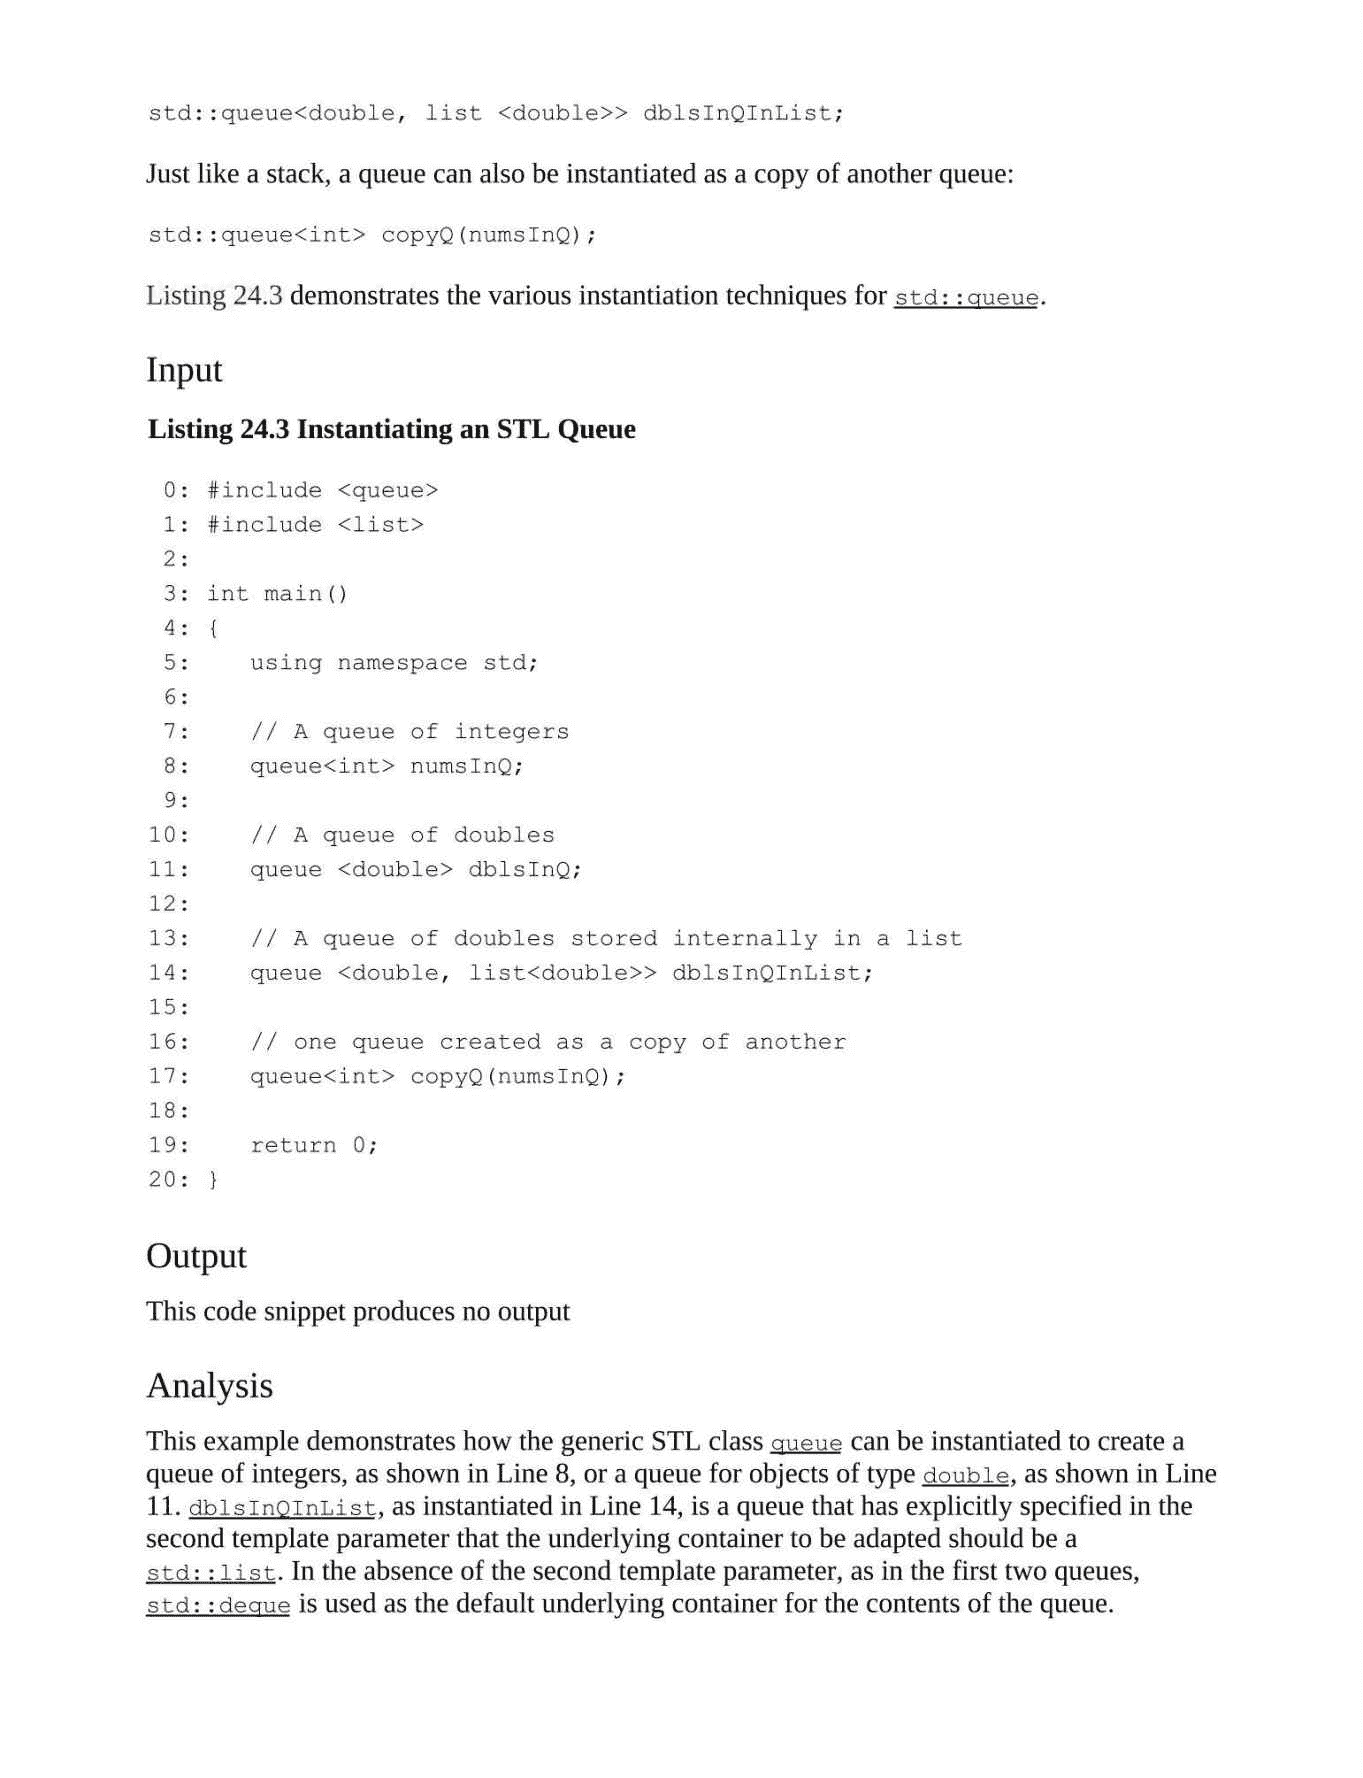 std::queue<double, list <double>> dblsInQInList;
Just like a stack, a queue can also be instantiated as a copy of another queue:
std::queue<int> copyQ(numsInQ);
Listing 24.3 demonstrates the various instantiation techniques for std::queue.
Input
Listing 24.3 Instantiating an STL Queue
0: #include <queue>
1: #include <list>
2:
3: int main()
4: {
5:    using namespace std;
6:
7:    // A queue of integers
8:    queue<int> numsInQ;
9:
10:    // A queue of doubles
11:    queue <double> dblsInQ;
12:
13:    // A queue of doubles stored internally in a list
14:    queue <double, list<double>> dblsInQInList;
15:
16:    // one queue created as a copy of another
17:    queue<int> copyQ(numsInQ);
18:
19:    return 0;
20: }
Output
This code snippet produces no output
Analysis
This example demonstrates how the generic STL class queue can be instantiated to create a
queue of integers, as shown in Line 8, or a queue for objects of type double, as shown in Line
11. dblsInQInList, as instantiated in Line 14, is a queue that has explicitly specified in the
second template parameter that the underlying container to be adapted should be a
std::list. In the absence of the second template parameter, as in the first two queues,
std::deque is used as the default underlying container for the contents of the queue.